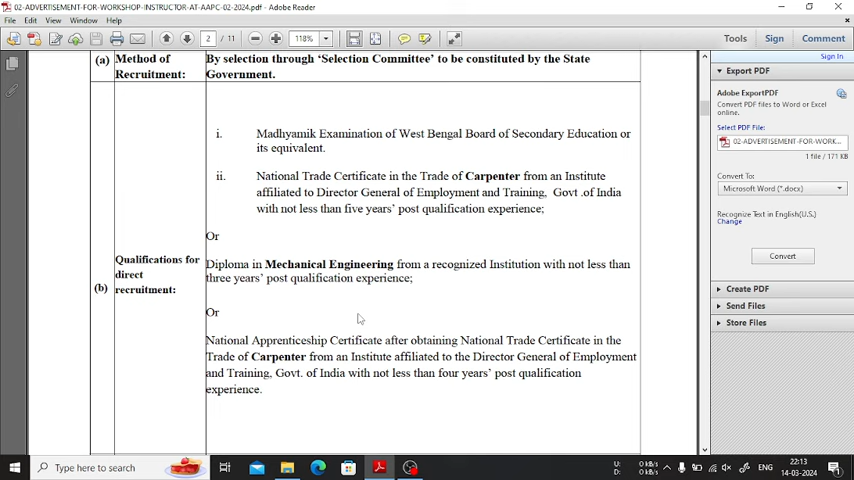 02-ADVERTISEMENT-FOR-WORKSHOP-INSTRUCTOR-AT-AAPC-02-2024.pdf - Adobe Reader
File Edit View Window Help
2 / 11 118% Tools Sign Comment
(a) Method of Recruitment:
By selection through ‘Selection Committee’ to be constituted by the State
Government.
i. Madhyamik Examination of West Bengal Board of Secondary Education or
its equivalent.
ii. National Trade Certificate in the Trade of Carpenter from an Institute
affiliated to Director General of Employment and Training, Govt .of India
with not less than five years’ post qualification experience;
Or
(b) Qualifications for
direct
recruitment:
Diploma in Mechanical Engineering from a recognized Institution with not less than
three years’ post qualification experience;
Or
National Apprenticeship Certificate after obtaining National Trade Certificate in the
Trade of Carpenter from an Institute affiliated to the Director General of Employment
and Training, Govt. of India with not less than four years’ post qualification
experience.
Sign In
Export PDF
Adobe ExportPDF
Convert PDF files to Word or Excel
online.
Select PDF File:
02-ADVERTISEMENT-FOR-WORK...
1 file / 171 KB
Convert To:
Microsoft Word (*.docx)
Recognize Text in English(U.S.)
Change
Convert
Create PDF
Send Files
Store Files
Type here to search
U: 0 kB/s
D: 0 kB/s
ENG
22:13
14-03-2024